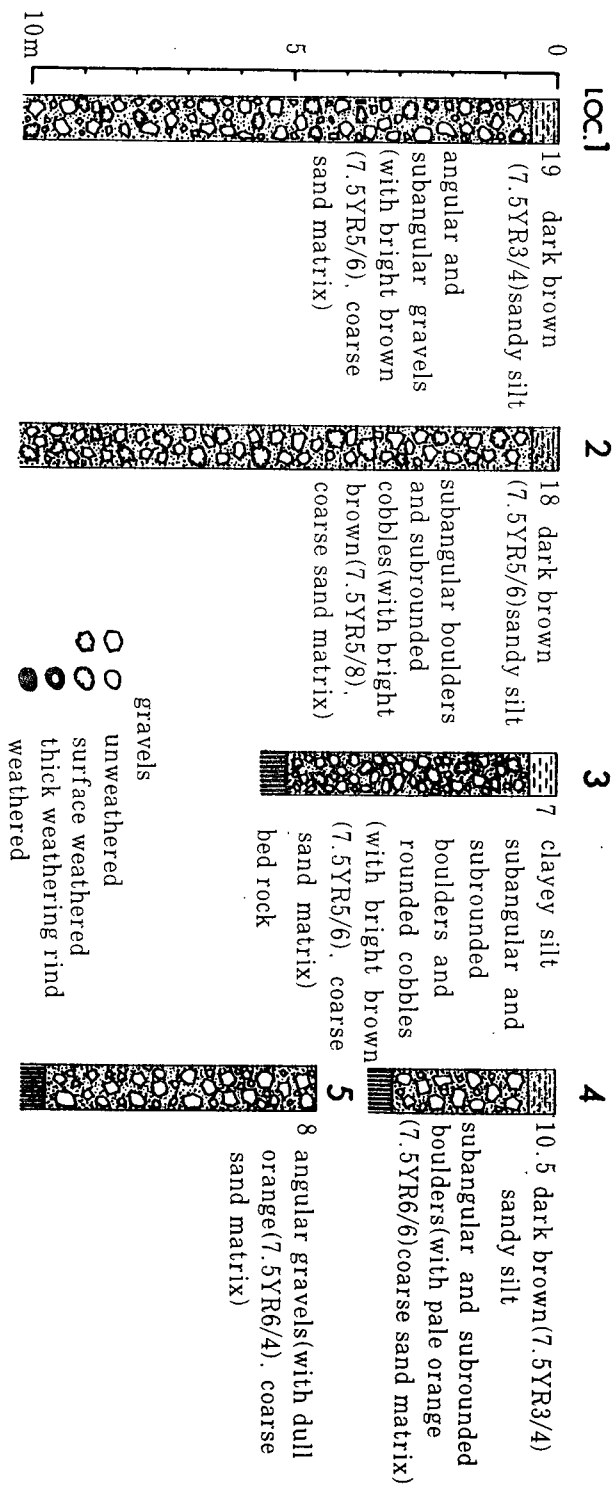 LOC.1
0
5
10m
19 dark brown
(7.5YR3/4)sandy silt
angular and
subangular gravels
(with bright brown
(7.5YR5/6). coarse
sand matrix)
2
18 dark brown
(7.5YR5/6)sandy silt
subangular boulders
and subrounded
cobbles(with bright
brown(7.5YR5/8).
coarse sand matrix)
3
7 clayey silt
subangular and
subrounded
boulders and
rounded cobbles
(with bright brown
(7.5YR5/6). coarse
sand matrix)
bed rock
4
10.5 dark brown(7.5YR3/4)
sandy silt
subangular and subrounded
boulders(with pale orange
(7.5YR6/6)coarse sand matrix)
5
8 angular gravels(with dull
orange(7.5YR6/4). coarse
sand matrix)
gravels
unweathered
surface weathered
thick weathering rind
weathered